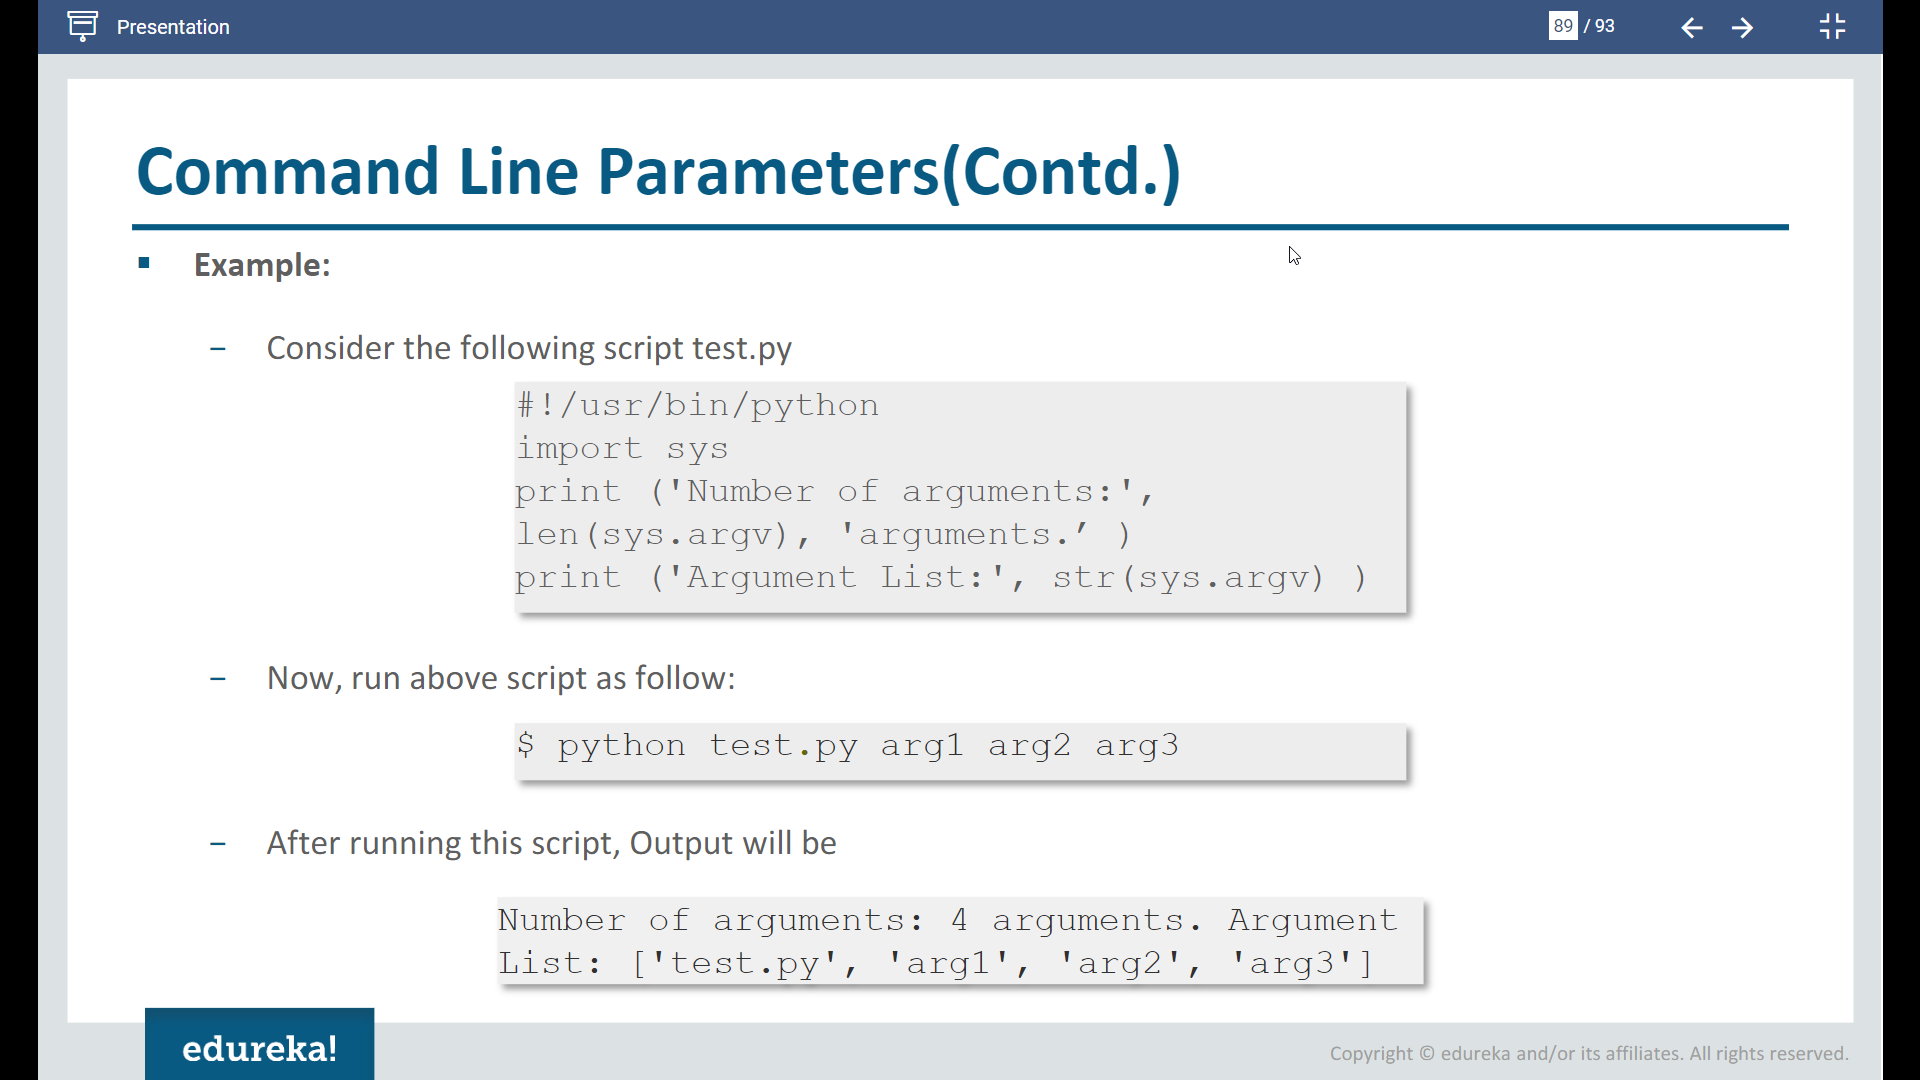 Presentation
89 / 93
Command Line Parameters(Contd.)
▪ Example:
– Consider the following script test.py
#!/usr/bin/python
import sys
print ('Number of arguments:',
len(sys.argv), 'arguments.’ )
print ('Argument List:', str(sys.argv) )
– Now, run above script as follow:
$ python test.py arg1 arg2 arg3
– After running this script, Output will be
Number of arguments: 4 arguments. Argument
List: ['test.py', 'arg1', 'arg2', 'arg3']
edureka!
Copyright © edureka and/or its affiliates. All rights reserved.